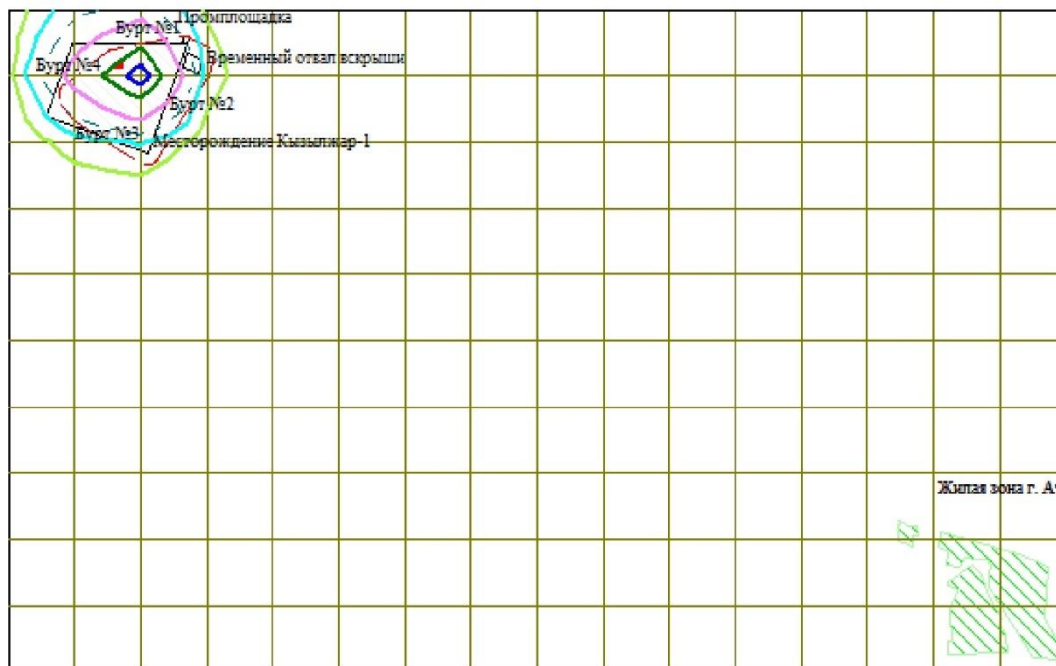 Промплощадка
Бурт №1
Временный отвал вскрыши
Бурт №4
Бурт №2
Бурт №3
Месторождение Кызылжар-1
Жилая зона г.